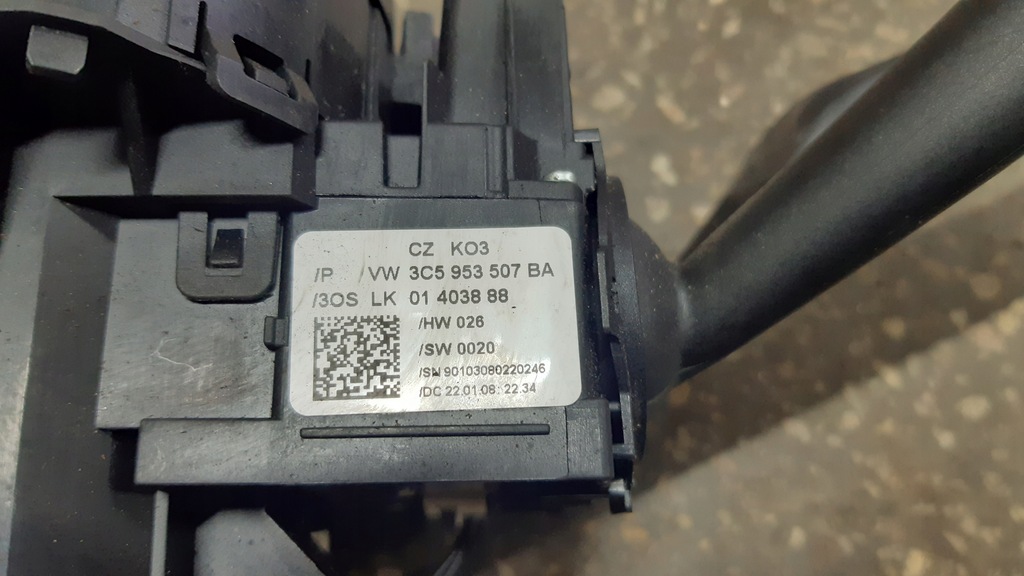 CZ KO3
/P /VW 3C5 953 507 BA
/3OS LK 01 4038 88
/HW 026
/SW 0020
/SN 90103080220246
/DC 22.01.08; 22.34